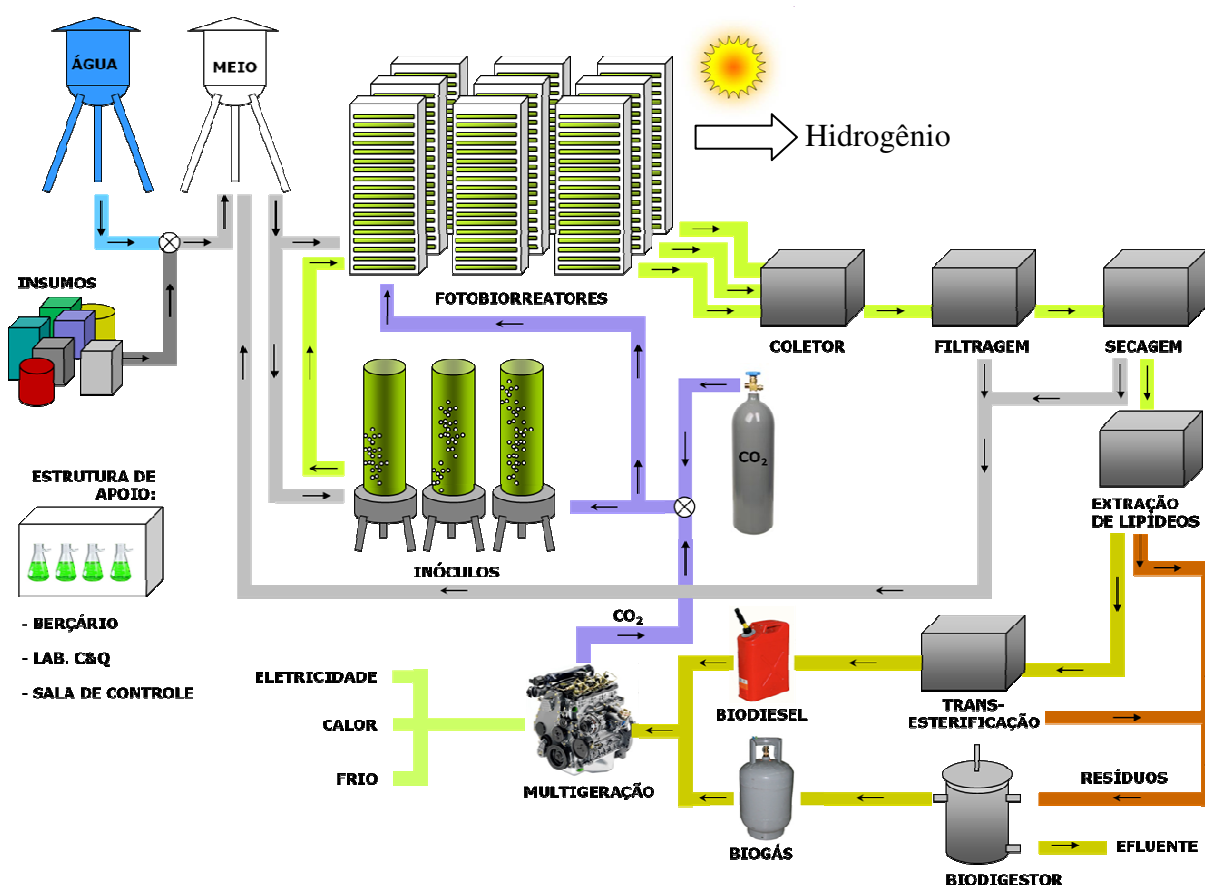 ÁGUA
MEIO
Hidrogênio
INSUMOS
FOTOBIORREATORES
COLETOR
FILTRAGEM
SECAGEM
CO₂
ESTRUTURA DE
APOIO:
EXTRAÇÃO
DE LIPÍDEOS
INÓCULOS
- BERÇÁRIO
- LAB. C&Q
- SALA DE CONTROLE
CO₂
ELETRICIDADE
CALOR
FRIO
MULTIGERAÇÃO
BIODIESEL
TRANS-
ESTERIFICAÇÃO
BIOGÁS
RESÍDUOS
EFLUENTE
BIODIGESTOR